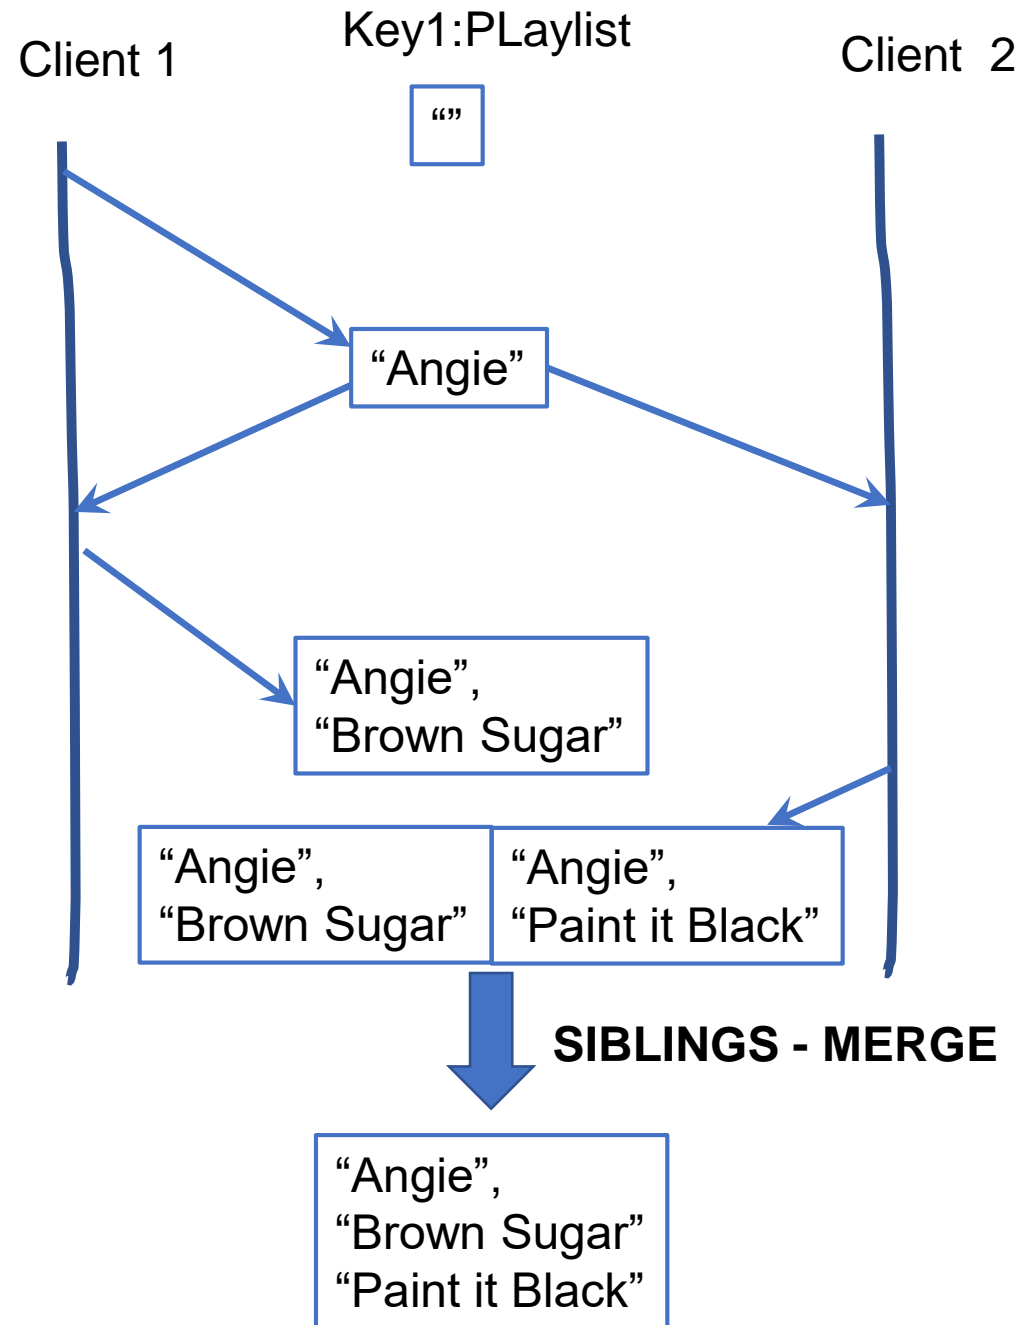 Client 1
Key1:PLaylist
Client  2
“”
“Angie”
“Angie”,
“Brown Sugar”
“Angie”,
“Brown Sugar”
“Angie”,
“Paint it Black”
SIBLINGS - MERGE
“Angie”,
“Brown Sugar”
“Paint it Black”